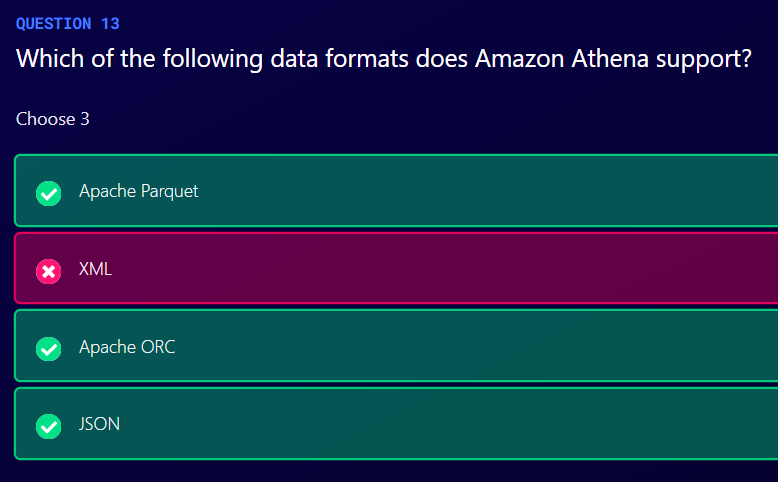 QUESTION 13
Which of the following data formats does Amazon Athena support?
Choose 3
Apache Parquet
XML
Apache ORC
JSON